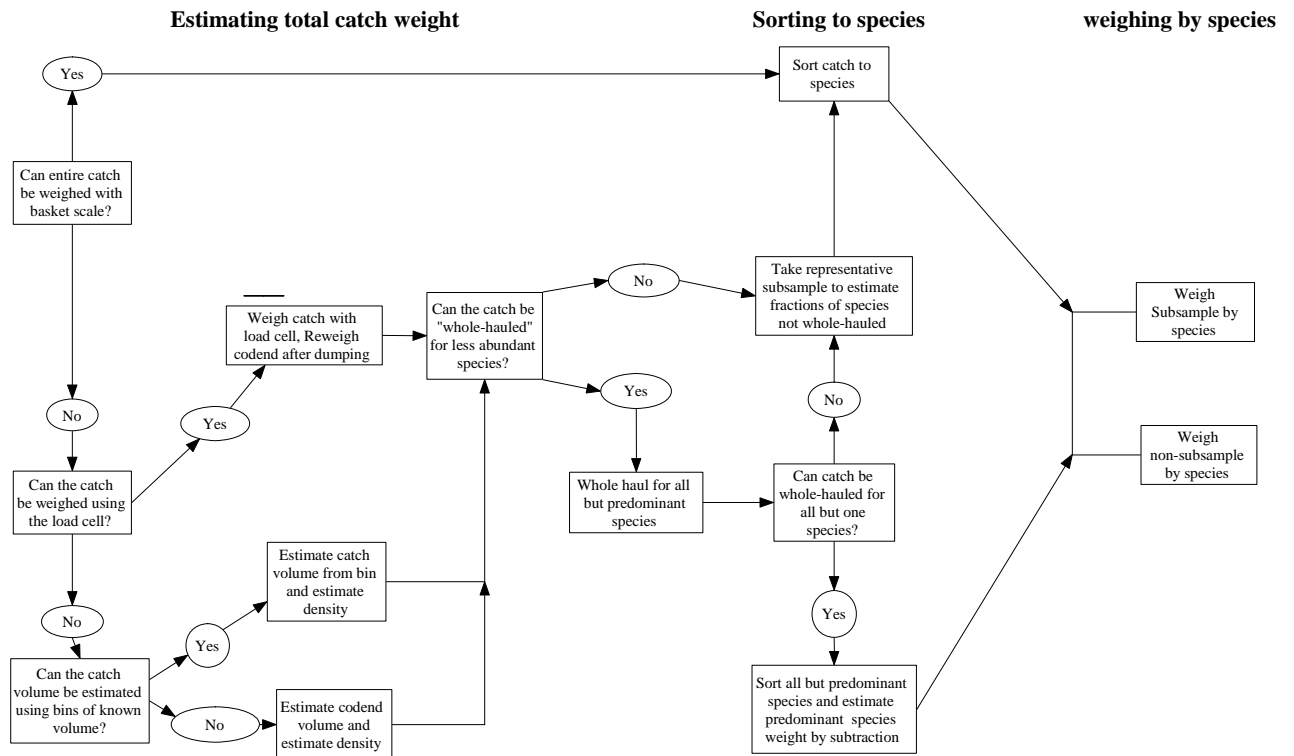 Estimating total catch weight
Sorting to species
weighing by species
Yes
Sort catch to
species
Can entire catch
be weighed with
basket scale?
No
Take representative
subsample to estimate
fractions of species
not whole-hauled
Weigh
Subsample by
species
Weigh catch with
load cell, Reweigh
codend after dumping
Can the catch be
"whole-hauled"
for less abundant
species?
Yes
No
No
Yes
Weigh
non-subsample
by species
Can the catch
be weighed using
the load cell?
Whole haul for all
but predominant
species
Can catch be
whole-hauled for
all but one
species?
Estimate catch
volume from bin
and estimate
density
No
Yes
Yes
Can the catch
volume be estimated
using bins of known
volume?
No
Estimate codend
volume and
estimate density
Sort all but predominant
species and estimate
predominant species
weight by subtraction